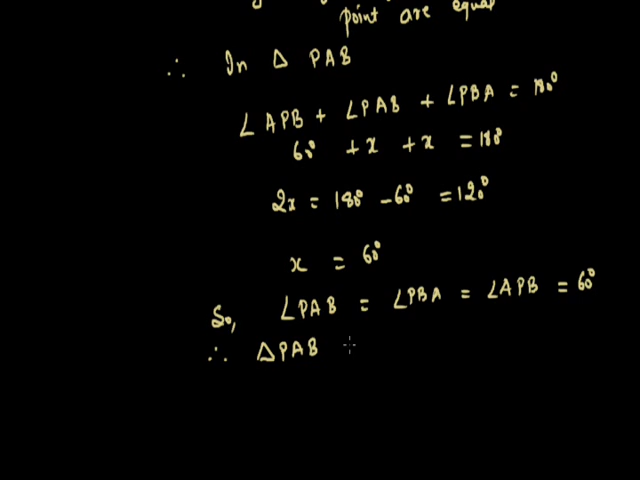 point are equal
∴ In Δ PAB
∠APB + ∠PAB + ∠PBA = 180°
60° + x + x = 180
2x = 180° - 60° = 120°
x = 60°
So, ∠PAB = ∠PBA = ∠APB = 60°
∴ ΔPAB